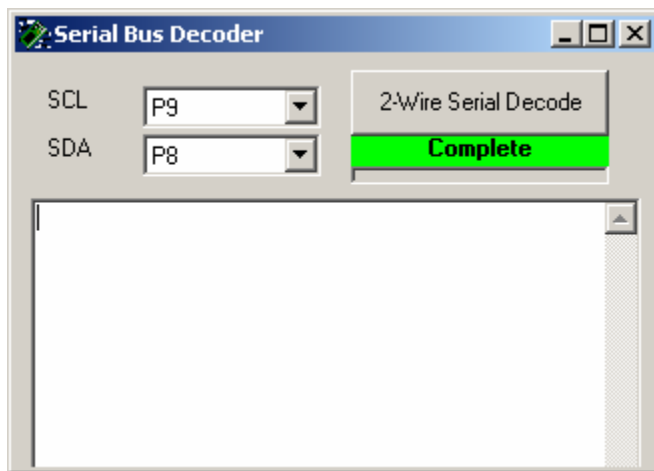 Serial Bus Decoder
SCL
P9
2-Wire Serial Decode
SDA
P8
Complete